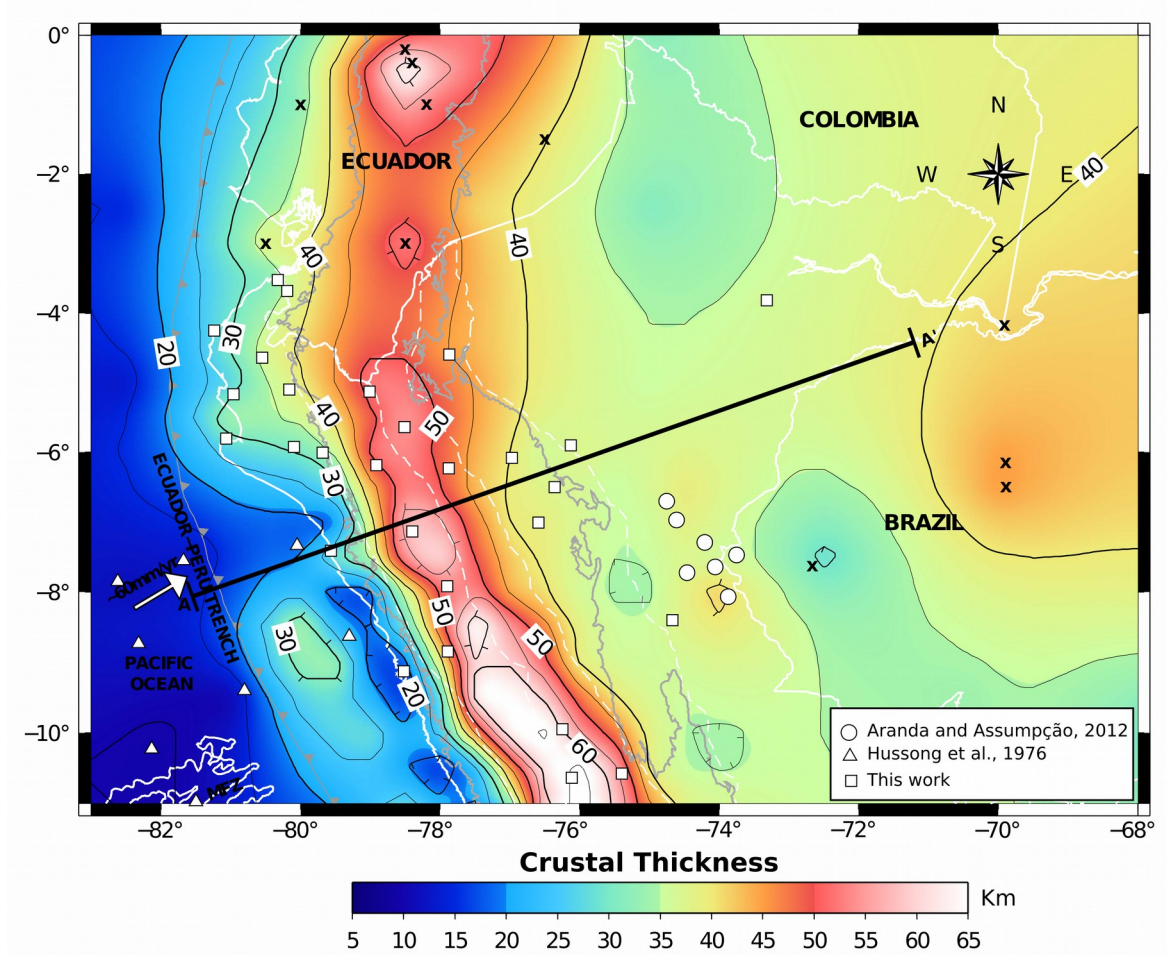 0°
−2°
−4°
−6°
−8°
−10°
x
x
x
x
x
x
x
x
x
x
x
ECUADOR
COLOMBIA
BRAZIL
N
W
E
S
40
40
40
30
20
40
30
50
50
50
60
30
20
A
A'
ECUADOR–PERU TRENCH
60mm/yr
PACIFIC
OCEAN
MFZ
Aranda and Assumpção, 2012
Hussong et al., 1976
This work
−82° −80° −78° −76° −74° −72° −70° −68°
Crustal Thickness
Km
5 10 15 20 25 30 35 40 45 50 55 60 65